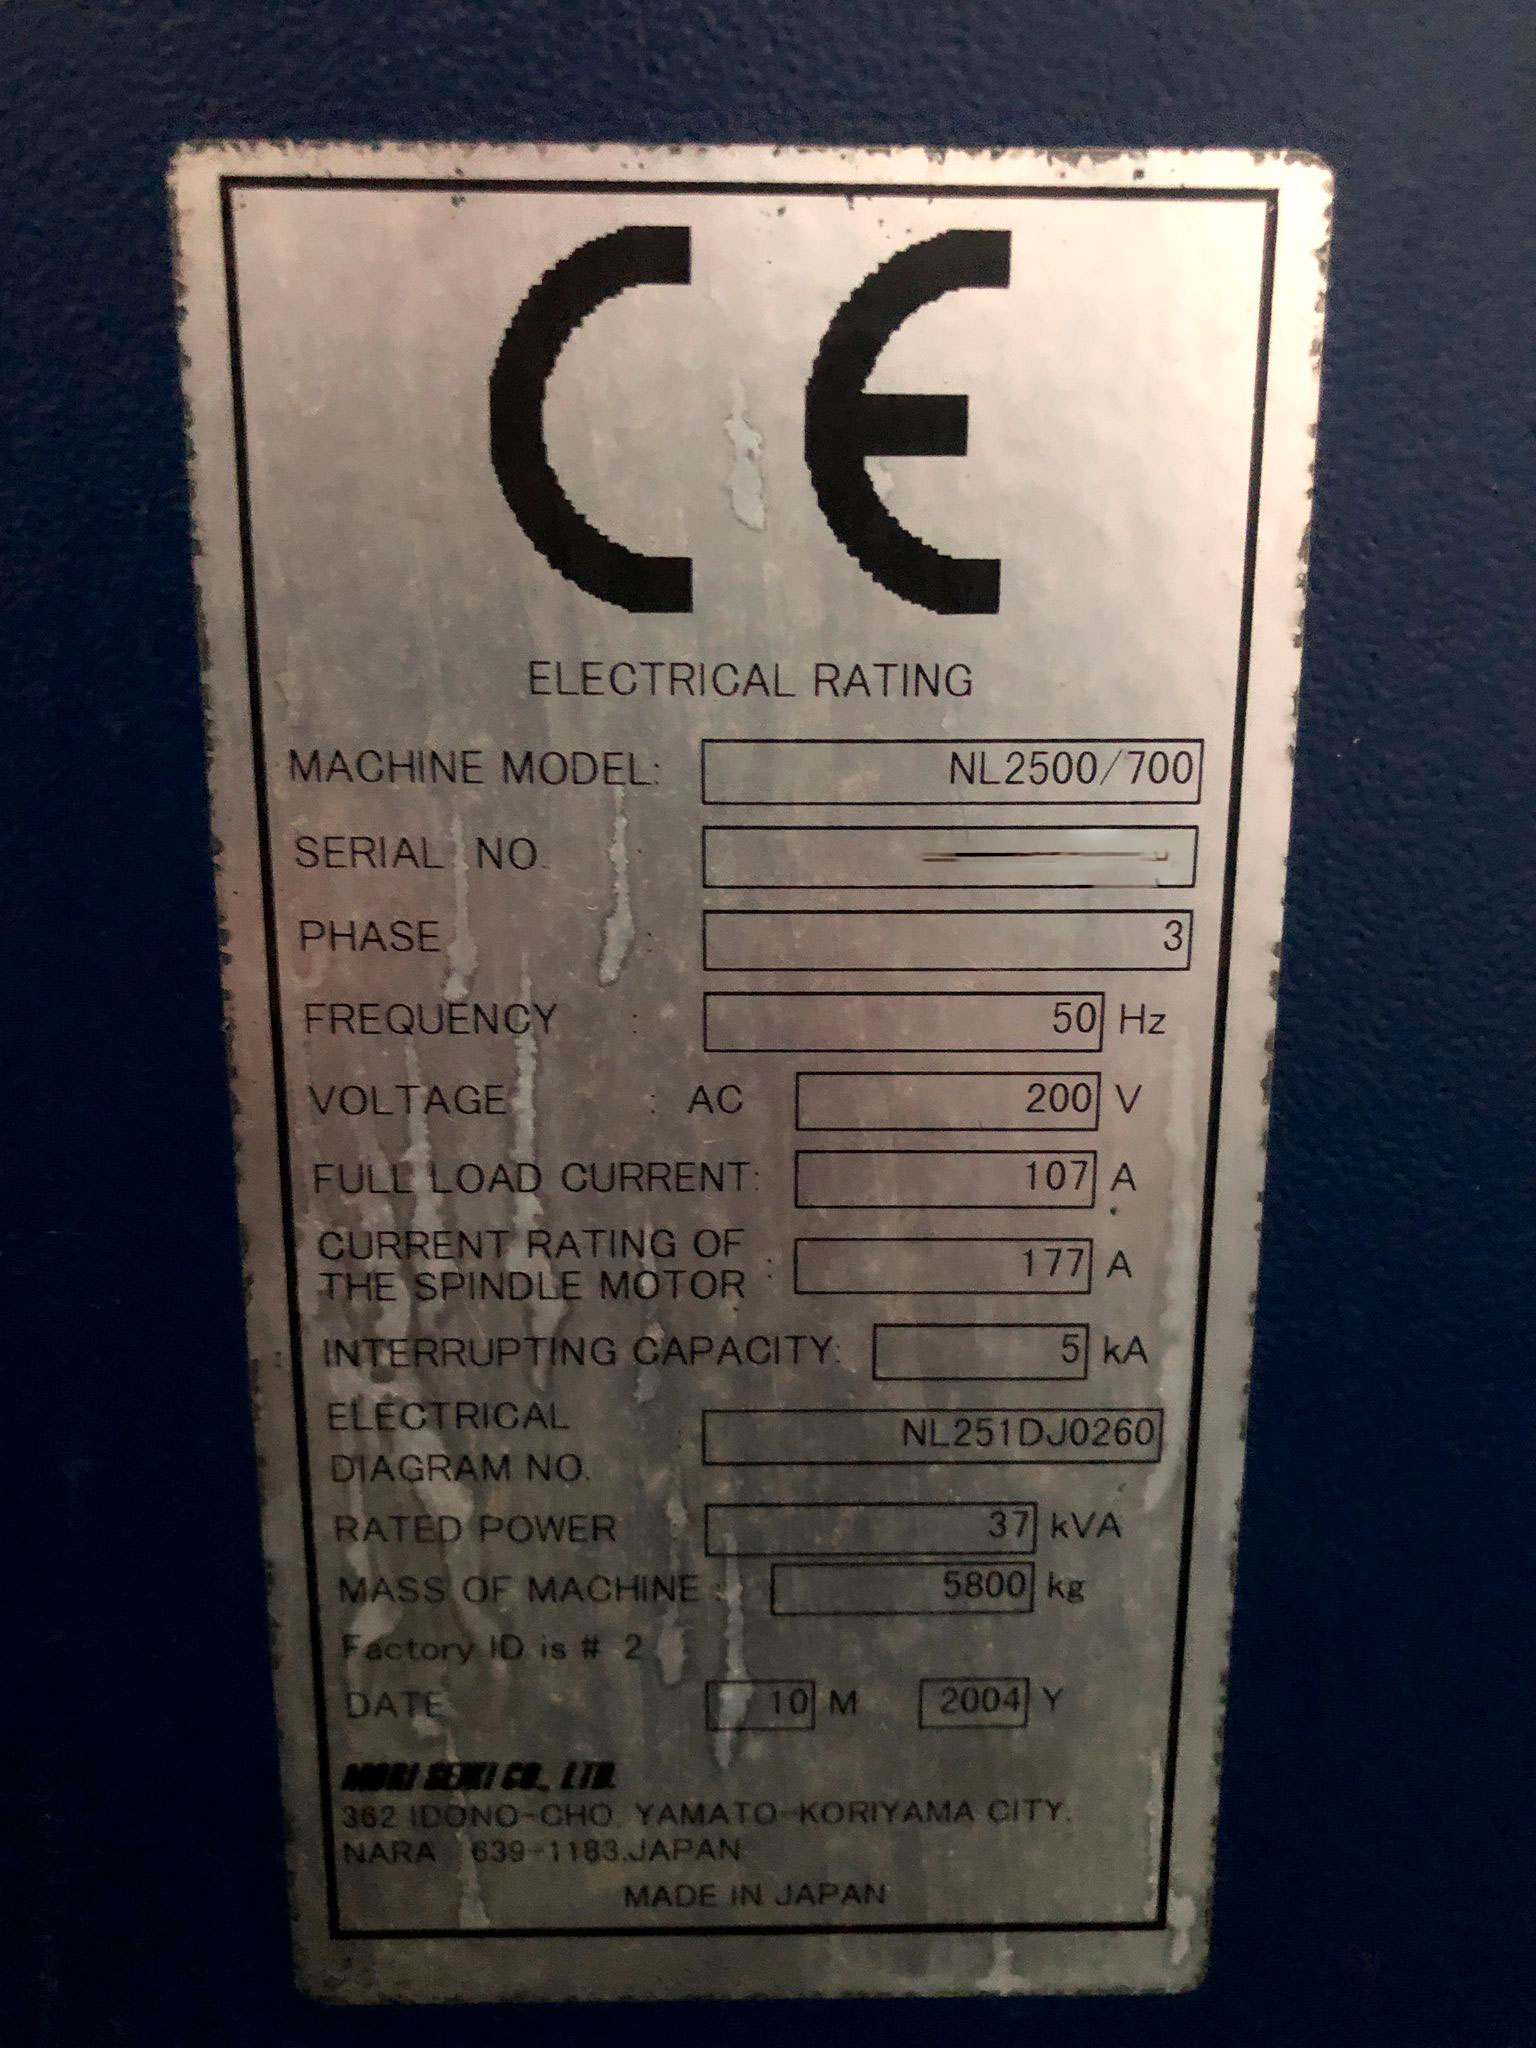 CE
ELECTRICAL RATING
MACHINE MODEL: NL2500/700
SERIAL NO.
PHASE : 3
FREQUENCY : 50 Hz
VOLTAGE : AC 200 V
FULL LOAD CURRENT: 107 A
CURRENT RATING OF
THE SPINDLE MOTOR : 177 A
INTERRUPTING CAPACITY: 5 kA
ELECTRICAL
DIAGRAM NO. : NL251DJ0260
RATED POWER 37 kVA
MASS OF MACHINE : 5800 kg
Factory ID is # 2
DATE 10 M 2004 Y
MORI SEIKI CO., LTD.
362 IDONO-CHO, YAMATO-KORIYAMA CITY,
NARA 639-1183,JAPAN
MADE IN JAPAN